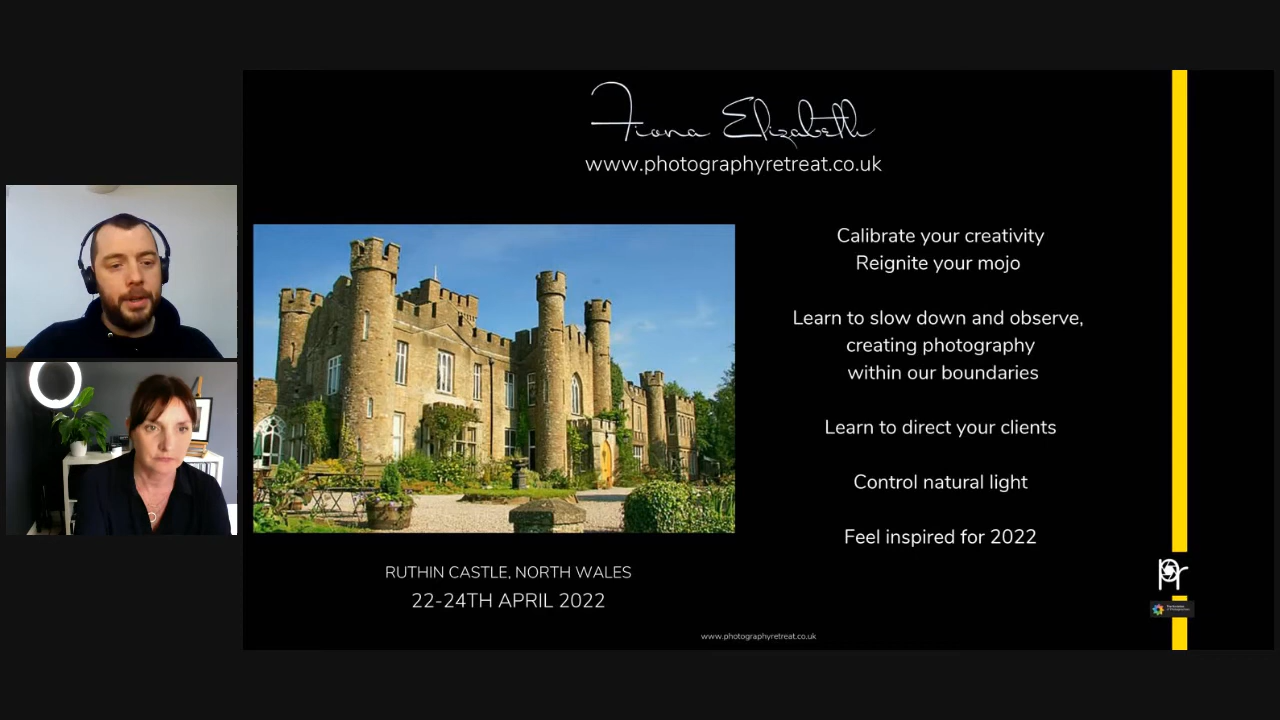 Fiona Elizabeth
www.photographyretreat.co.uk
Calibrate your creativity
Reignite your mojo
Learn to slow down and observe,
creating photography
within our boundaries
Learn to direct your clients
Control natural light
Feel inspired for 2022
RUTHIN CASTLE, NORTH WALES
22-24TH APRIL 2022
pr
www.photographyretreat.co.uk